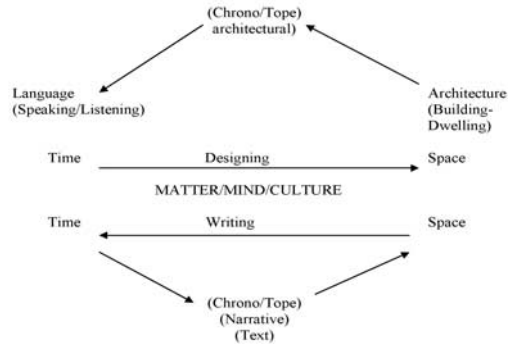 (Chrono/Tope)
architectural)
Language
(Speaking/Listening)
Architecture
(Building-
Dwelling)
Time Designing Space
MATTER/MIND/CULTURE
Time Writing Space
(Chrono/Tope)
(Narrative)
(Text)